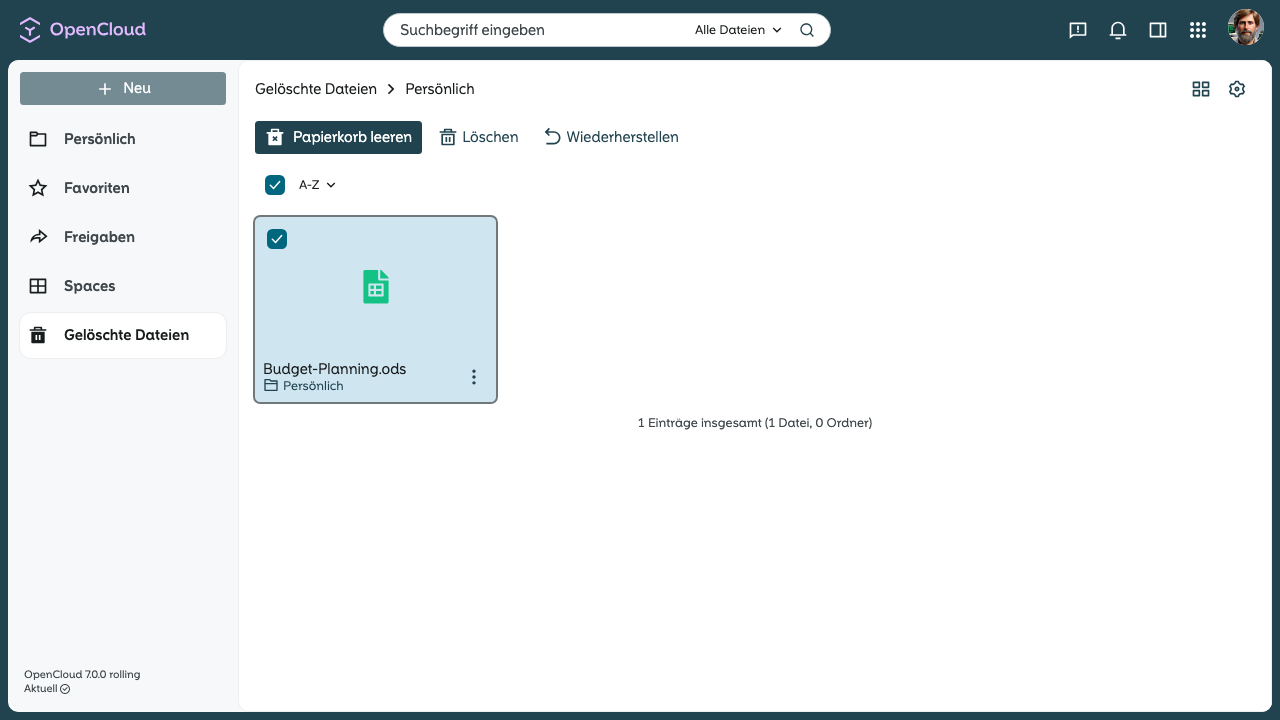 OpenCloud
Suchbegriff eingeben
Alle Dateien
Neu
Persönlich
Favoriten
Freigaben
Spaces
Gelöschte Dateien
OpenCloud 7.0.0 rolling
Aktuell
Gelöschte Dateien
Persönlich
Papierkorb leeren
Löschen
Wiederherstellen
A-Z
Budget-Planning.ods
Persönlich
1 Einträge insgesamt (1 Datei, 0 Ordner)